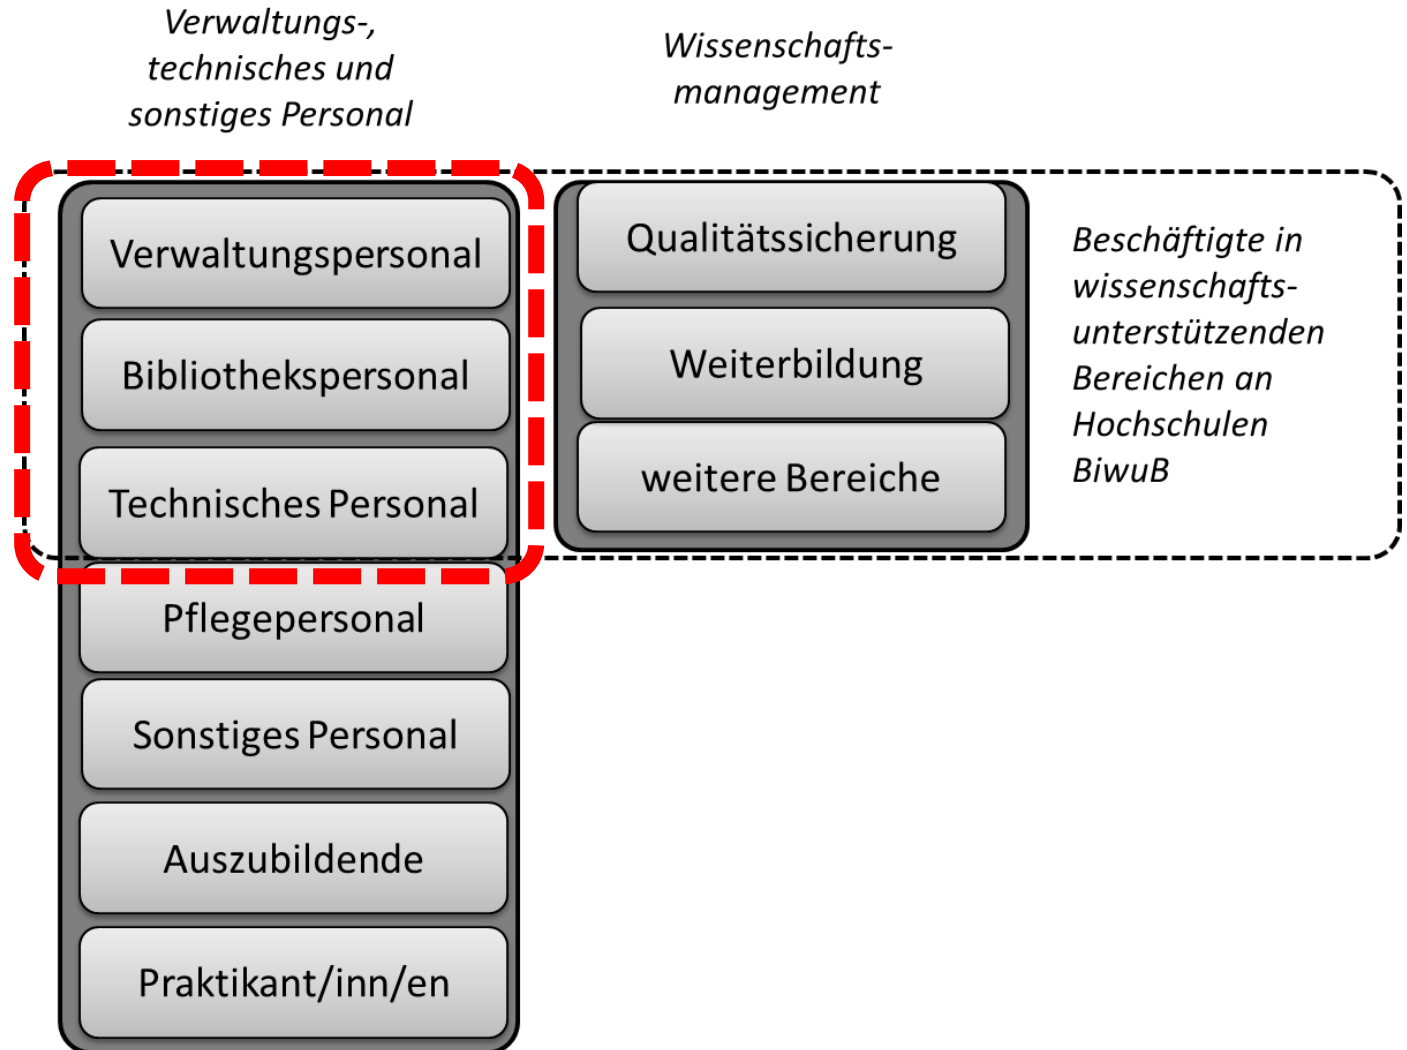 Verwaltungs-,
technisches und
sonstiges Personal
Wissenschafts-
management
Verwaltungspersonal
Bibliothekspersonal
Technisches Personal
Pflegepersonal
Sonstiges Personal
Auszubildende
Praktikant/inn/en
Qualitätssicherung
Weiterbildung
weitere Bereiche
Beschäftigte in
wissenschafts-
unterstützenden
Bereichen an
Hochschulen
BiwuB